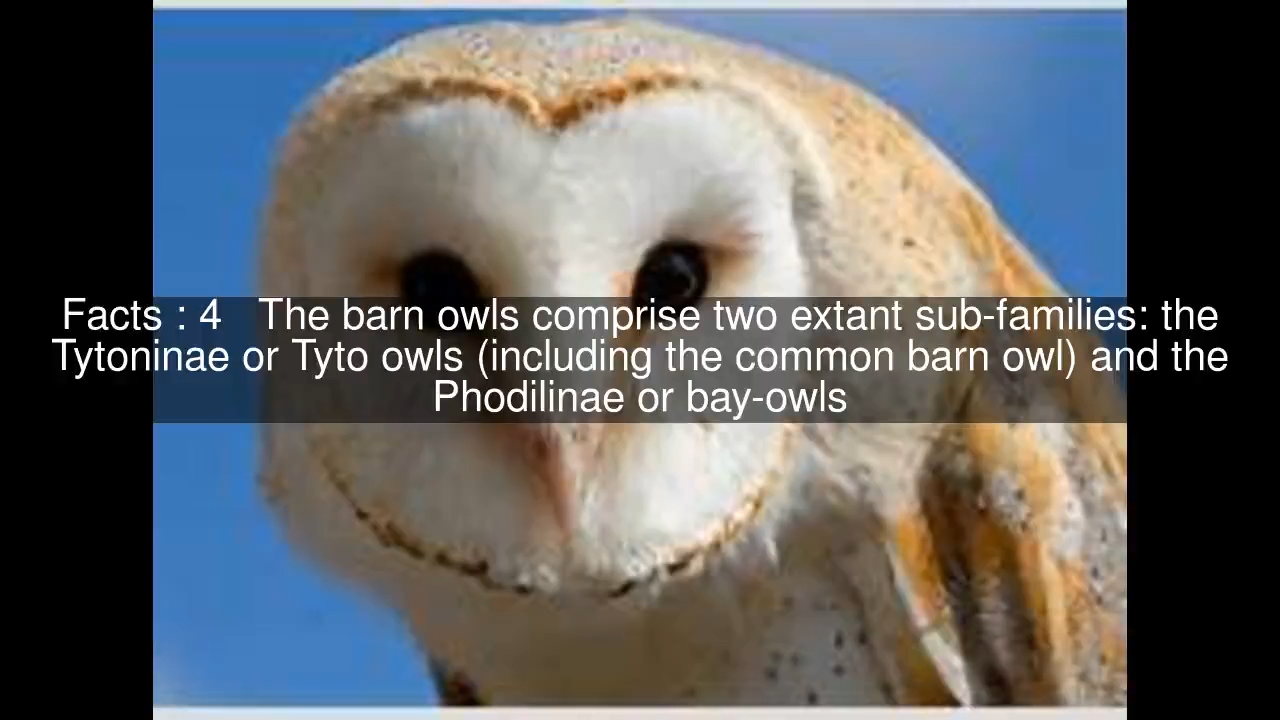 Facts : 4   The barn owls comprise two extant sub-families: the
Tytoninae or Tyto owls (including the common barn owl) and the
Phodilinae or bay-owls